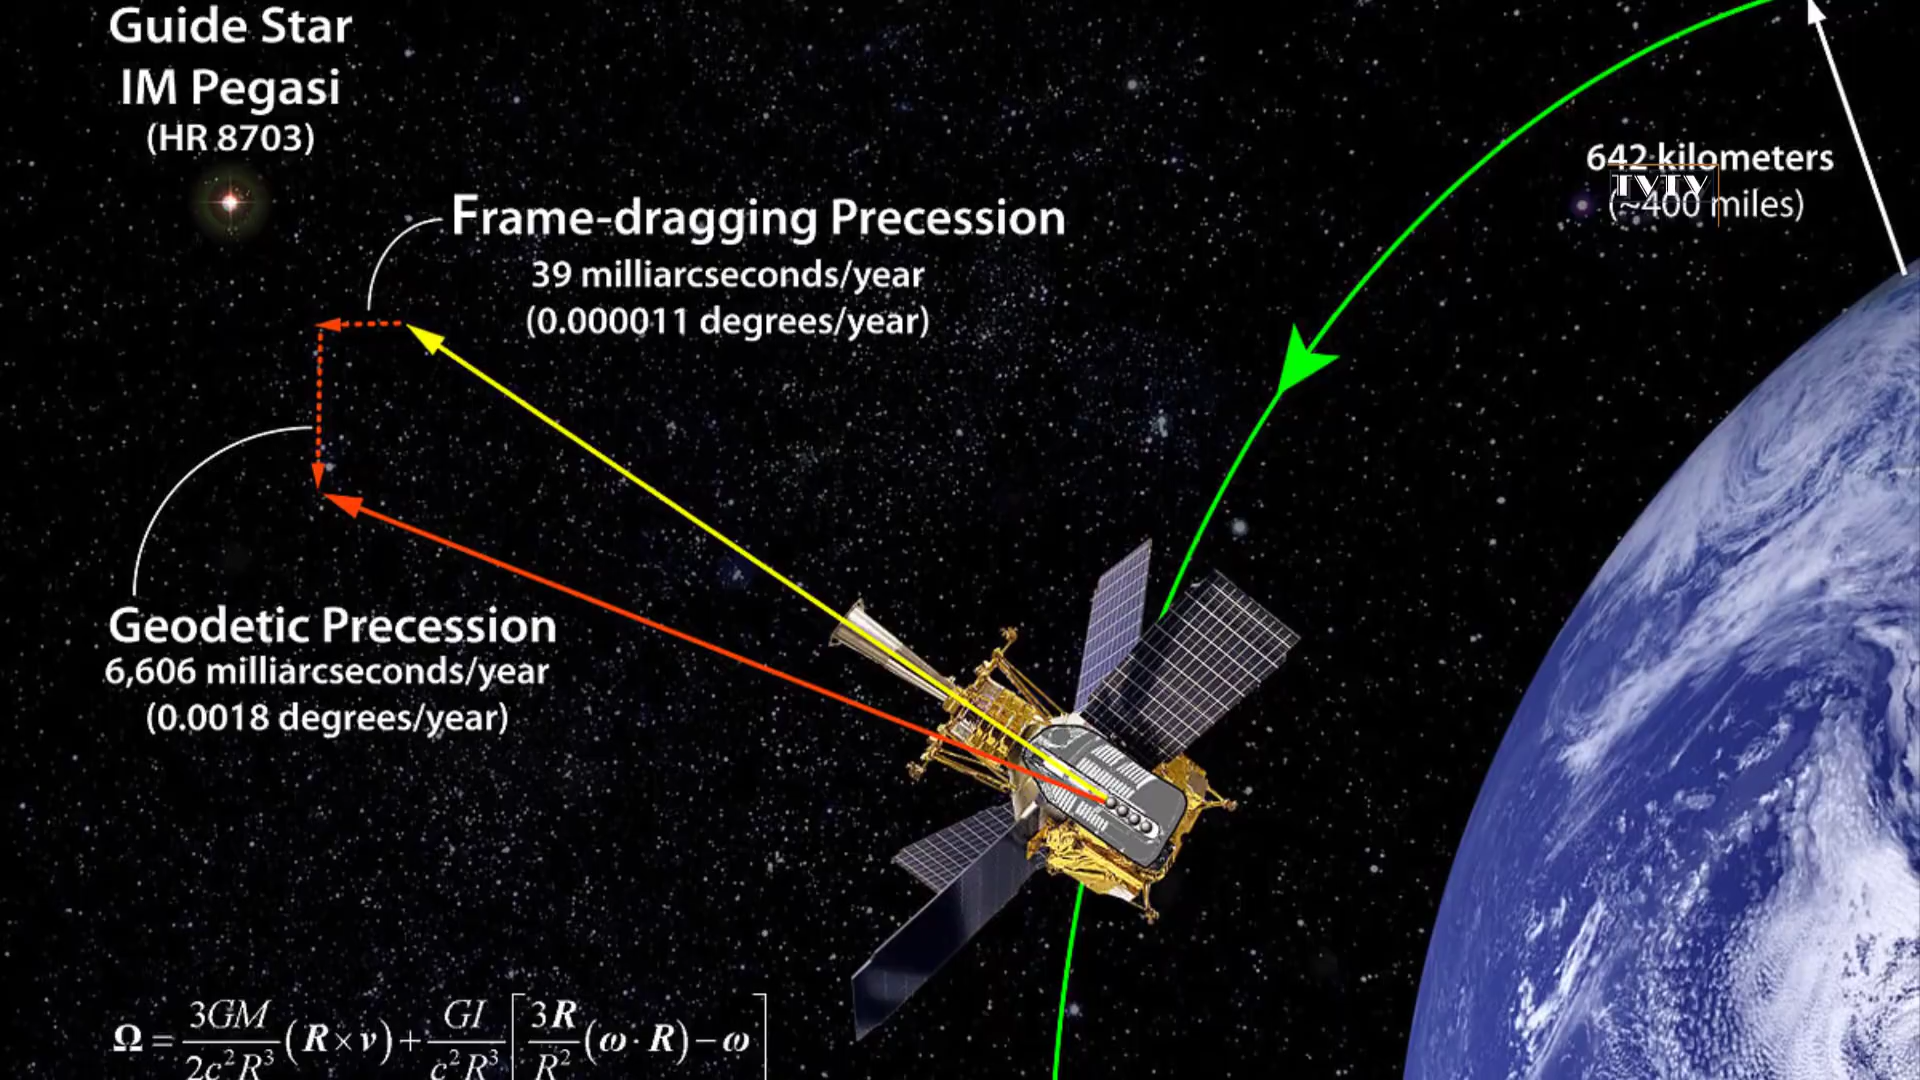 Guide Star
IM Pegasi
(HR 8703)
642 kilometers
TVTV
(~400 miles)
Frame-dragging Precession
39 milliarcseconds/year
(0.000011 degrees/year)
Geodetic Precession
6,606 milliarcseconds/year
(0.0018 degrees/year)
Ω = 3GM/2c²R³ (R × v) + GI/c²R³ [3R/R² (ω · R) − ω]